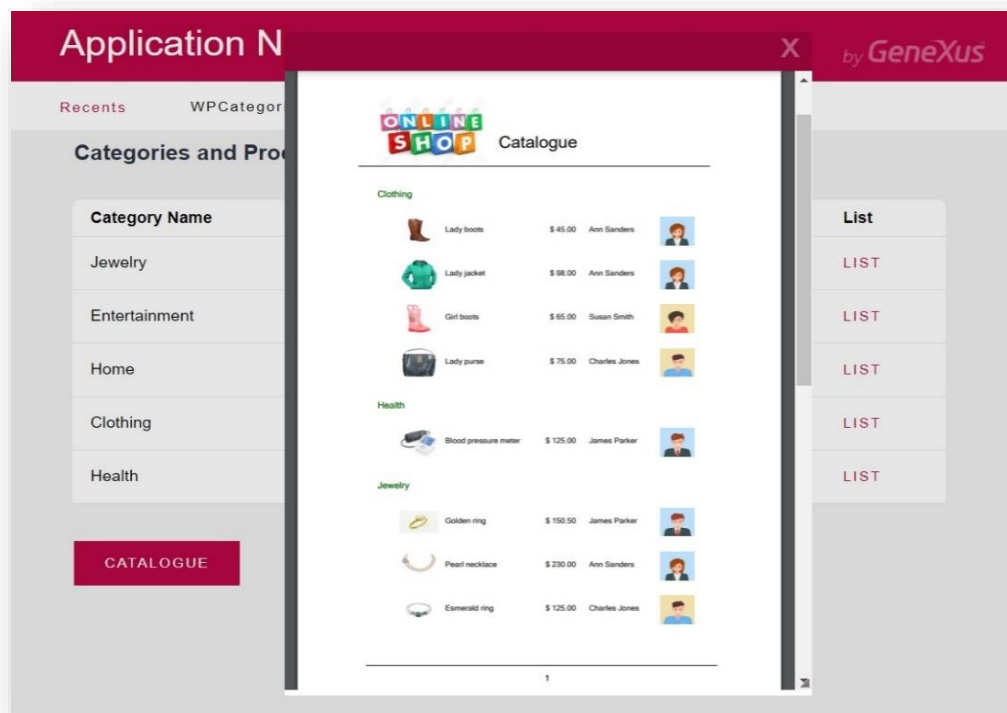 Application N
X
by GeneXus
Recents WPCategor
Categories and Pro
Category Name List
Jewelry LIST
Entertainment LIST
Home LIST
Clothing LIST
Health LIST
CATALOGUE
ONLINE
SHOP
Catalogue
Clothing
Lady boots $ 45.00 Ann Sanders
Lady jacket $ 98.00 Ann Sanders
Girl boots $ 65.00 Susan Smith
Lady purse $ 75.00 Charles Jones
Health
Blood pressure meter $ 125.00 James Parker
Jewelry
Golden ring $ 150.50 James Parker
Pearl necklace $ 230.00 Ann Sanders
Esmerald ring $ 125.00 Charles Jones
1